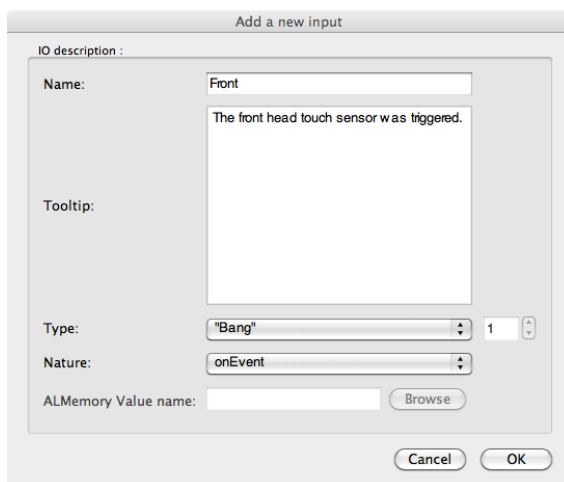 Add a new input
IO description :
Name:
Front
The front head touch sensor was triggered.
Tooltip:
Type:
"Bang"
1
Nature:
onEvent
ALMemory Value name:
Browse
Cancel
OK